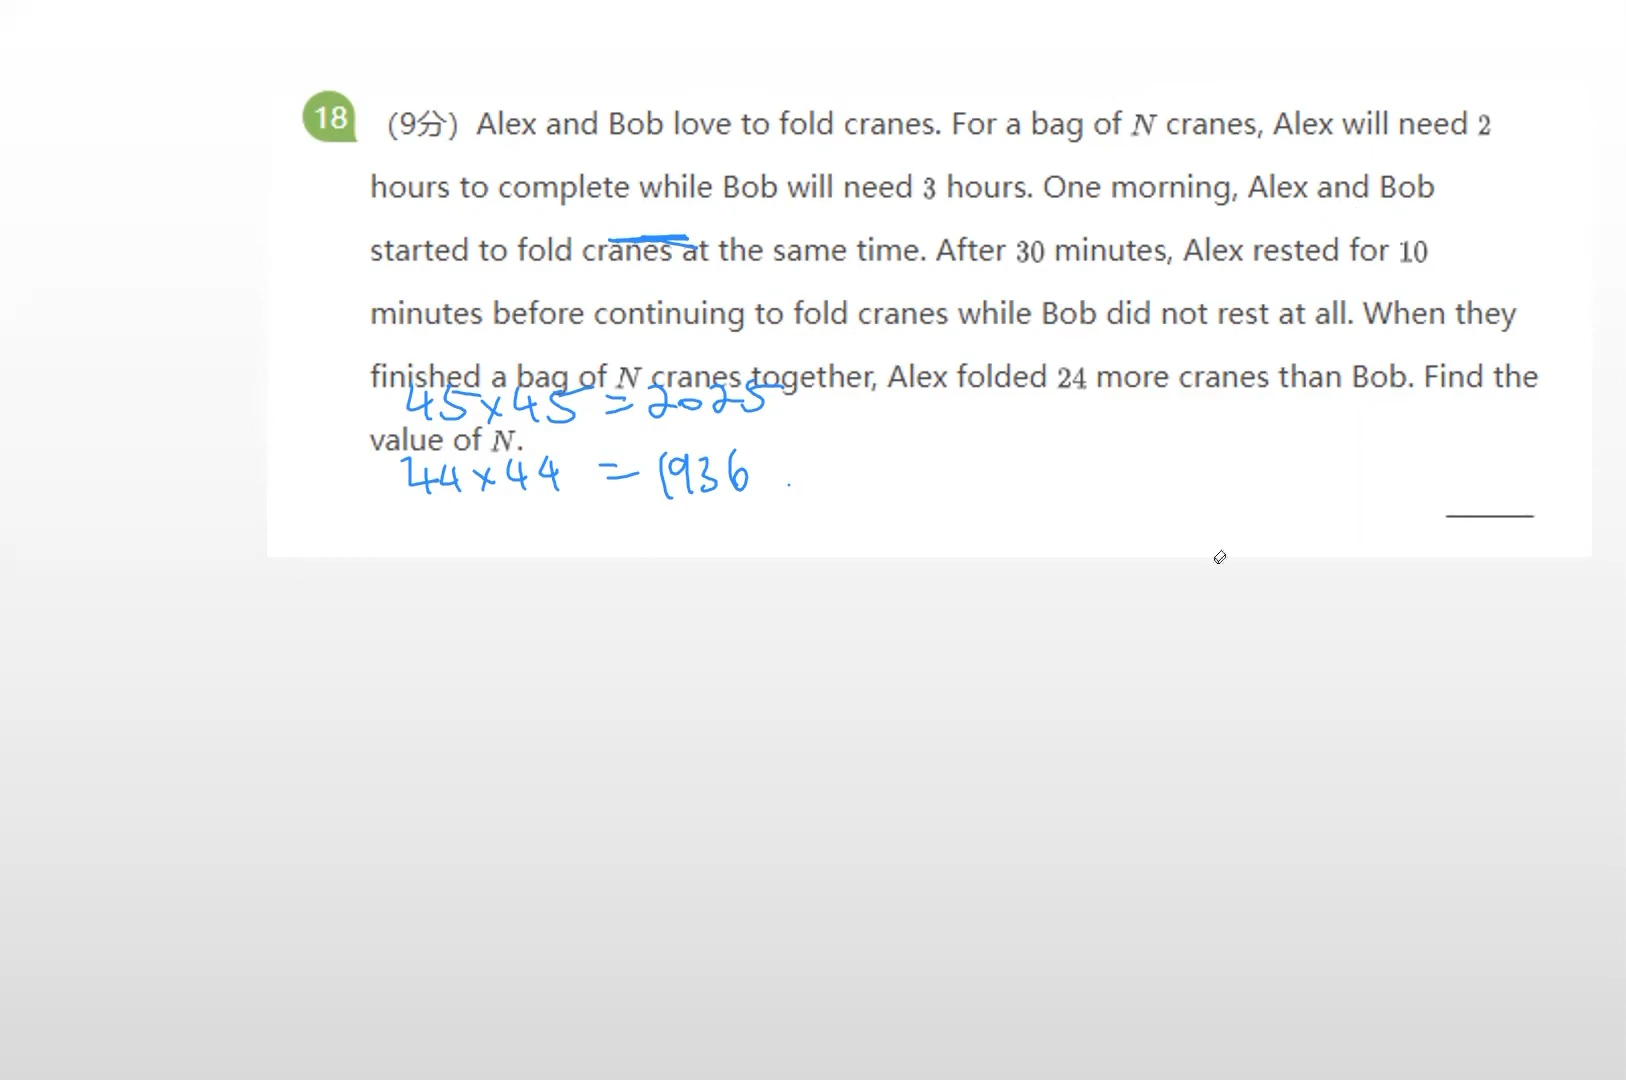 18 (9分) Alex and Bob love to fold cranes. For a bag of N cranes, Alex will need 2
hours to complete while Bob will need 3 hours. One morning, Alex and Bob
started to fold cranes at the same time. After 30 minutes, Alex rested for 10
minutes before continuing to fold cranes while Bob did not rest at all. When they
finished a bag of N cranes together, Alex folded 24 more cranes than Bob. Find the
45×45=2025
value of N.
44×44 =1936 .